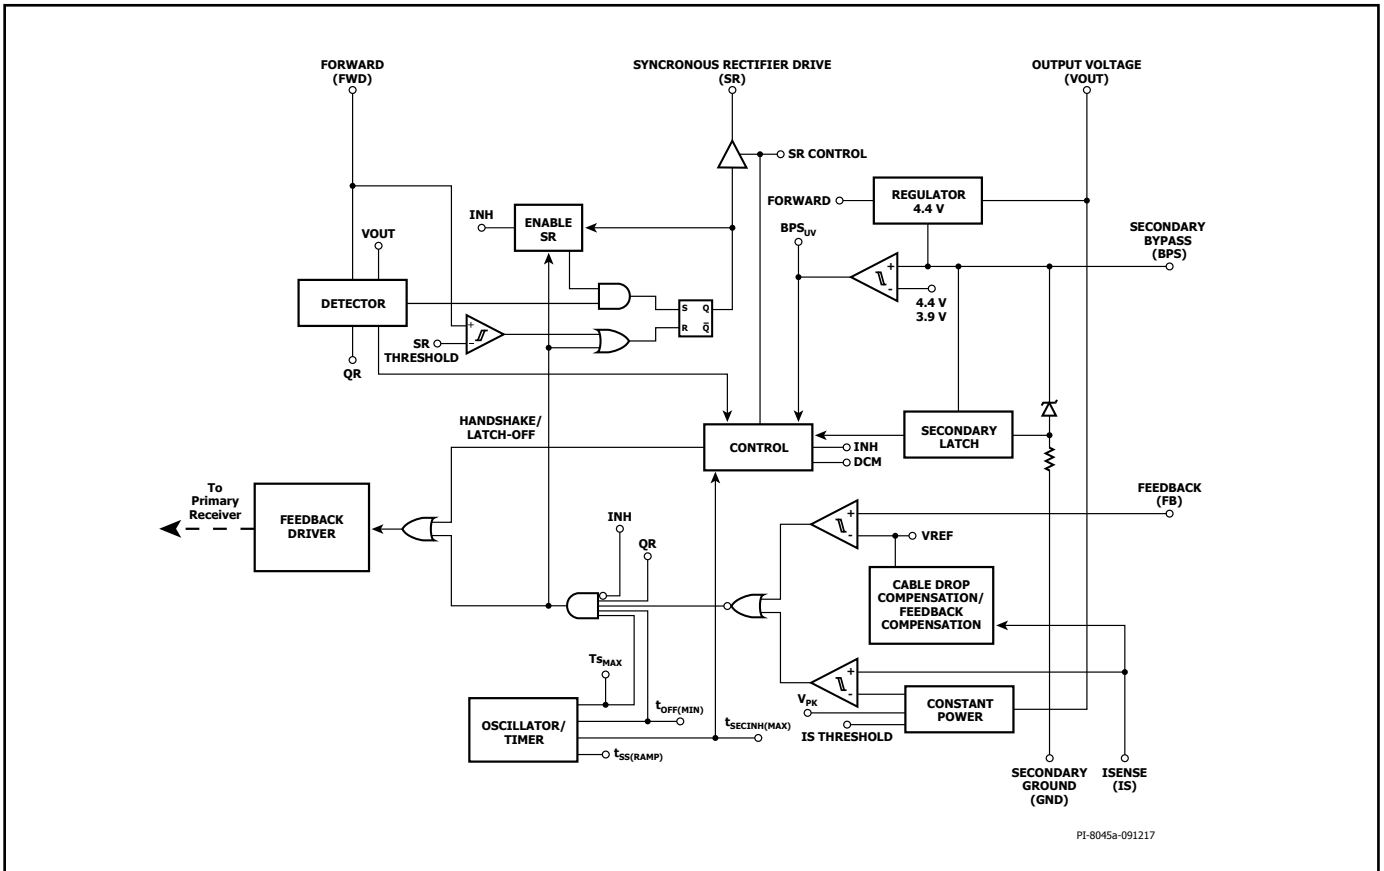 FORWARD
(FWD)
SYNCRONOUS RECTIFIER DRIVE
(SR)
OUTPUT VOLTAGE
(VOUT)
SR CONTROL
FORWARD
REGULATOR
4.4 V
INH
ENABLE
SR
VOUT
BPSUV
SECONDARY
BYPASS
(BPS)
DETECTOR
+
-
4.4 V
3.9 V
S Q
R Q̅
+
-
SR
THRESHOLD
QR
HANDSHAKE/
LATCH-OFF
CONTROL
SECONDARY
LATCH
INH
DCM
To
Primary
Receiver
FEEDBACK
DRIVER
FEEDBACK
(FB)
+
-
VREF
INH
QR
CABLE DROP
COMPENSATION/
FEEDBACK
COMPENSATION
TsMAX
+
-
VPK
CONSTANT
POWER
OSCILLATOR/
TIMER
tOFF(MIN)
tSECINH(MAX)
IS THRESHOLD
tSS(RAMP)
SECONDARY
GROUND
(GND)
ISENSE
(IS)
PI-8045a-091217